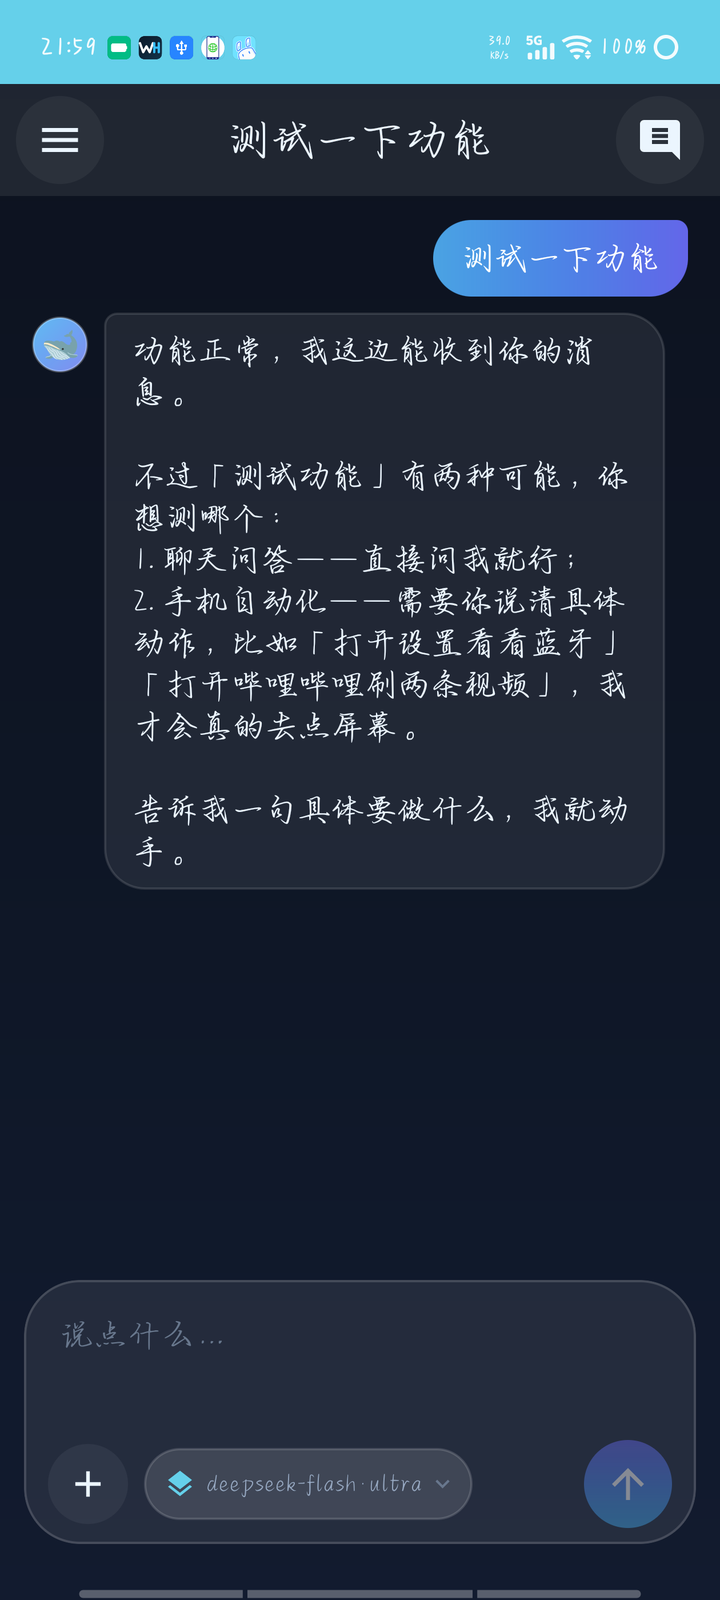 21:59
39.0
KB/s
5G
100%
测试一下功能
测试一下功能
功能正常，我这边能收到你的消
息。
不过「测试功能」有两种可能，你
想测哪个：
1. 聊天问答——直接问我就行；
2. 手机自动化——需要你说清具体
动作，比如「打开设置看看蓝牙」
「打开哔哩哔哩刷两条视频」，我
才会真的去点屏幕。
告诉我一句具体要做什么，我就动
手。
说点什么...
deepseek-flash·ultra